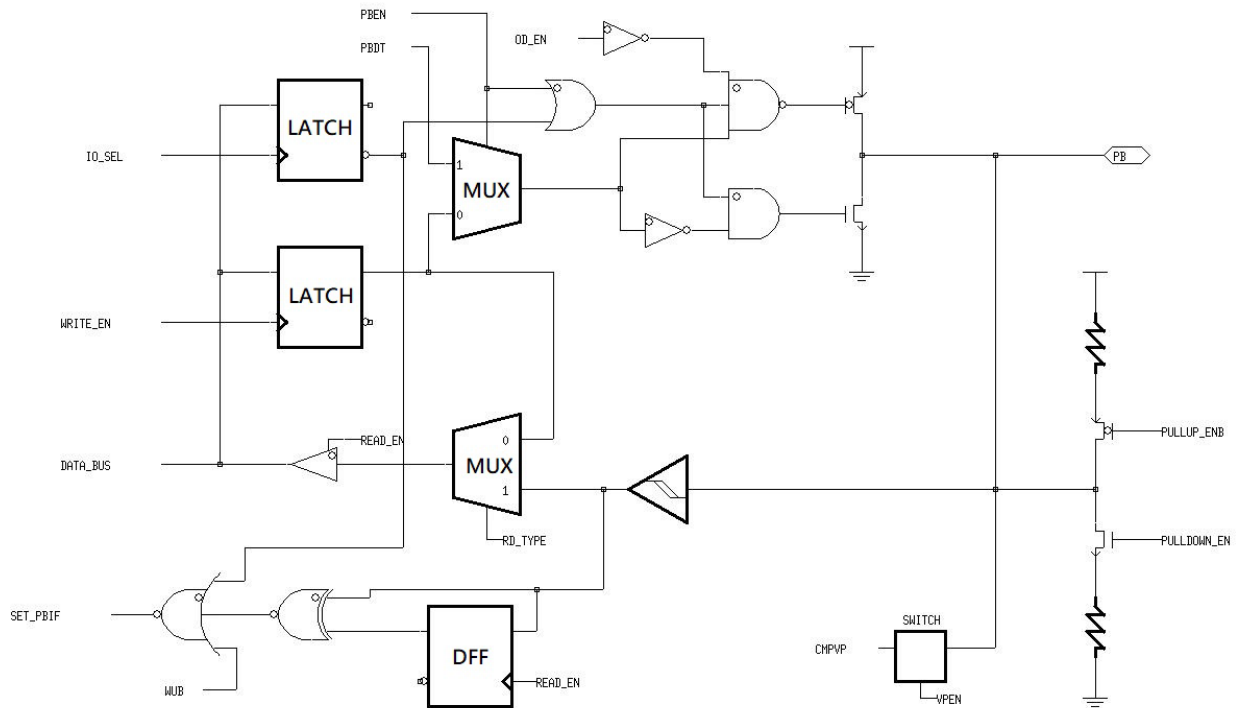 PBEN
PBDT
OD_EN
LATCH
IO_SEL
1
MUX
0
PB
LATCH
WRITE_EN
READ_EN
0
DATA_BUS
MUX
1
PULLUP_ENB
RD_TYPE
PULLDOWN_EN
SET_PBIF
SWITCH
DFF
CMPVP
WUB
READ_EN
VPEN